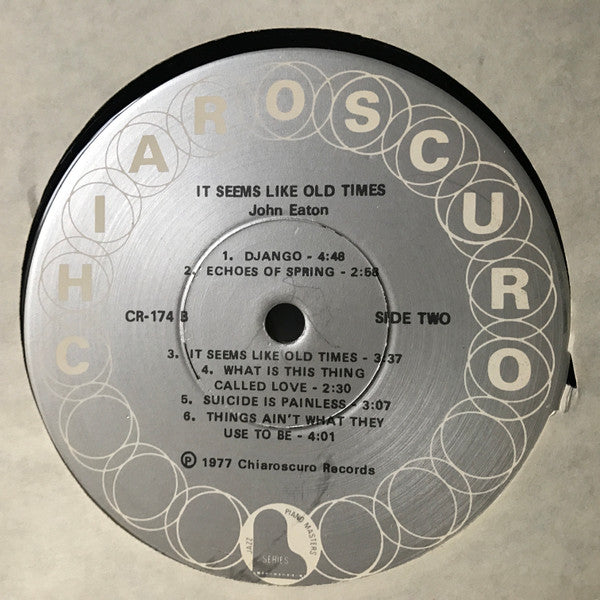 CHIAROSCURO
IT SEEMS LIKE OLD TIMES
John Eaton
1. DJANGO - 4:46
2. ECHOES OF SPRING - 2:58
CR-174 B
SIDE TWO
3. IT SEEMS LIKE OLD TIMES - 3:37
4. WHAT IS THIS THING
CALLED LOVE - 2:30
5. SUICIDE IS PAINLESS - 3:07
6. THINGS AIN'T WHAT THEY
USE TO BE - 4:01
℗ 1977 Chiaroscuro Records
JAZZ PIANO MASTERS
SERIES